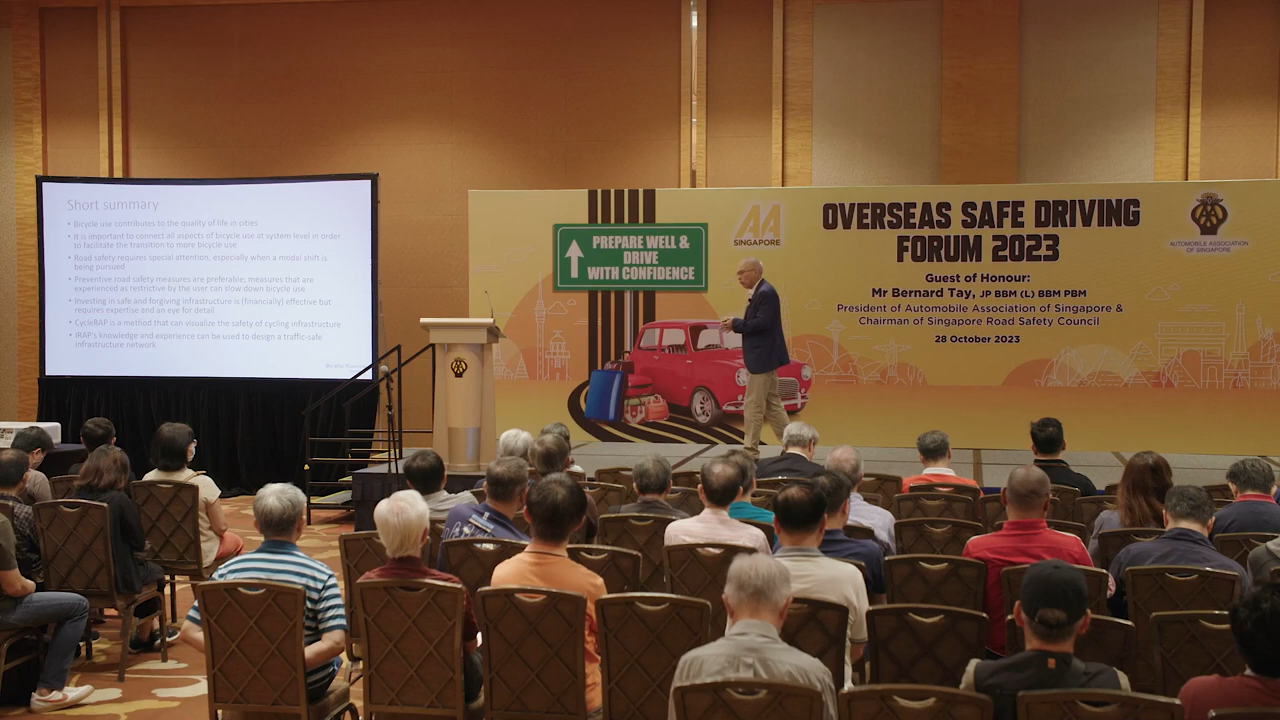 Short summary
• Bicycle use contributes to the quality of life in cities
• It is important to connect all aspects of bicycle use at system level in order
to facilitate the transition to more bicycle use
• Road safety requires special attention, especially when a modal shift is
being pursued
• Preventive road safety measures are preferable; measures that are
experienced as restrictive by the user can slow down bicycle use
• Investing in safe and forgiving infrastructure is (financially) effective but
requires expertise and an eye for detail
• CycleRAP is a method that can visualize the safety of cycling infrastructure
• iRAP's knowledge and experience can be used to design a traffic-safe
infrastructure network
PREPARE WELL &
DRIVE
WITH CONFIDENCE
AA
SINGAPORE
OVERSEAS SAFE DRIVING
FORUM 2023
Guest of Honour:
Mr Bernard Tay, JP BBM (L) BBM PBM
President of Automobile Association of Singapore &
Chairman of Singapore Road Safety Council
28 October 2023
AUTOMOBILE ASSOCIATION
OF SINGAPORE